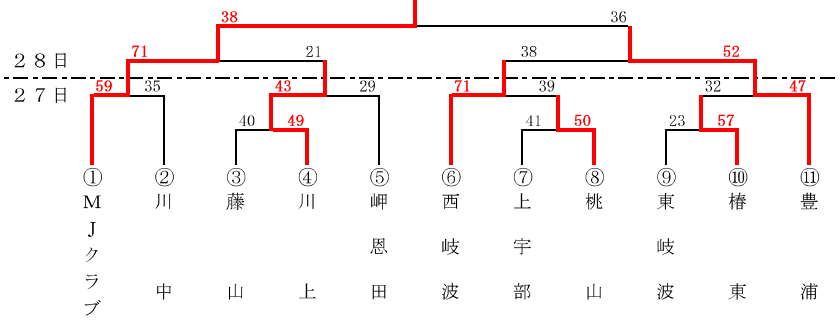 38 36
28日 71 21 38 52
27日 59 35 43 29 71 39 32 47
40 49 41 50 23 57
① ② ③ ④ ⑤ ⑥ ⑦ ⑧ ⑨ ⑩ ⑪
MJクラブ
川中
藤山
川上
岬恩田
西岐波
上宇部
桃山
東岐波
椿東
豊浦